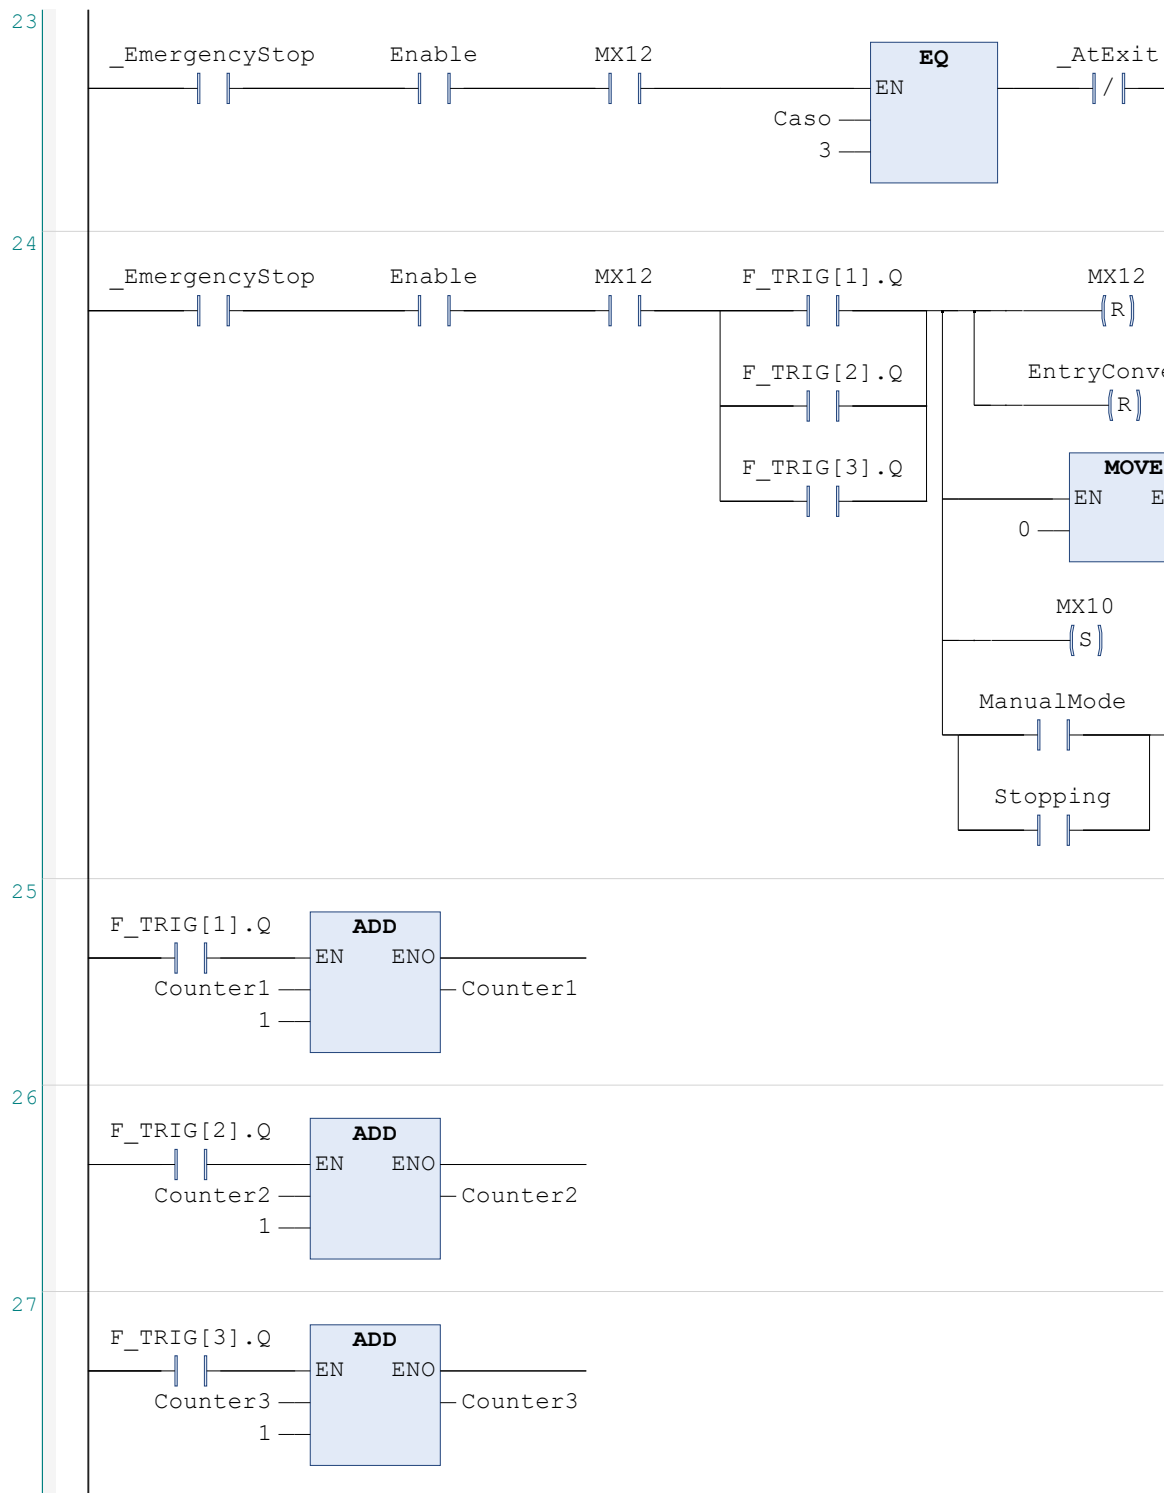 23
_EmergencyStop Enable MX12 EQ _AtExit
EN /
Caso
3
24
_EmergencyStop Enable MX12 F_TRIG[1].Q MX12
R
F_TRIG[2].Q EntryConve
R
F_TRIG[3].Q MOVE
EN E
0
MX10
S
ManualMode
Stopping
25
F_TRIG[1].Q ADD
EN ENO
Counter1 Counter1
1
26
F_TRIG[2].Q ADD
EN ENO
Counter2 Counter2
1
27
F_TRIG[3].Q ADD
EN ENO
Counter3 Counter3
1